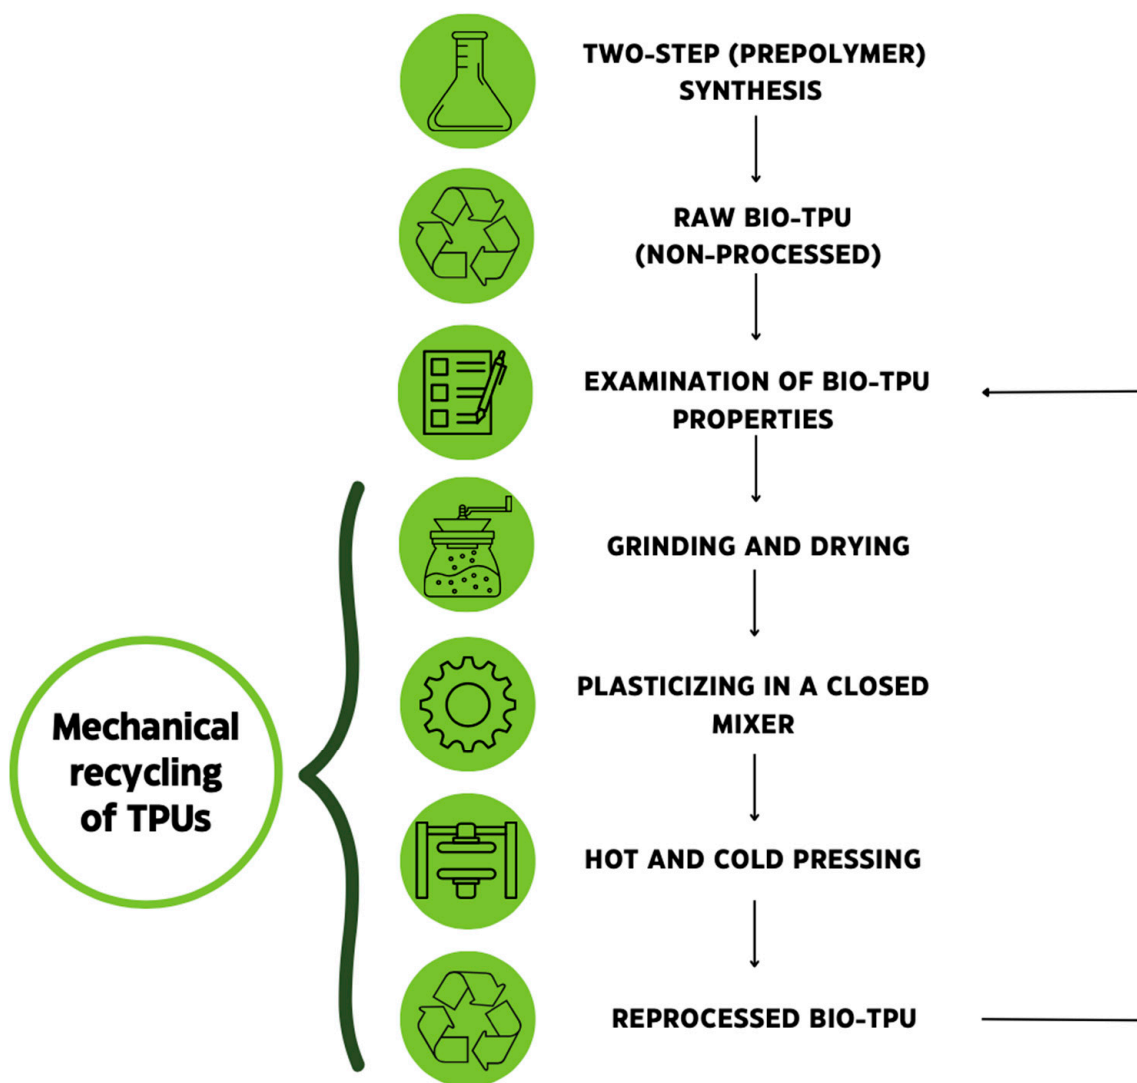 TWO-STEP (PREPOLYMER)
SYNTHESIS
RAW BIO-TPU
(NON-PROCESSED)
EXAMINATION OF BIO-TPU
PROPERTIES
GRINDING AND DRYING
PLASTICIZING IN A CLOSED
MIXER
HOT AND COLD PRESSING
REPROCESSED BIO-TPU
Mechanical
recycling
of TPUs